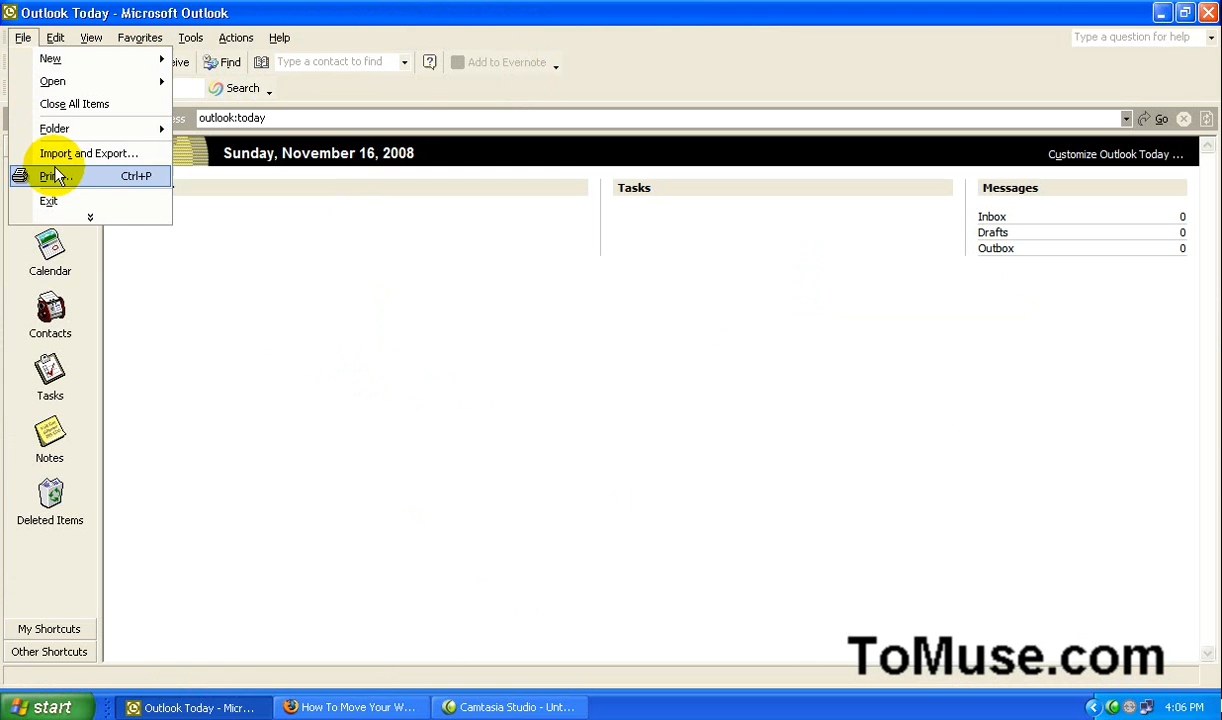 Outlook Today - Microsoft Outlook
File Edit View Favorites Tools Actions Help
Type a question for help
Find
Type a contact to find
Add to Evernote
Search
outlook:today
Go
New
Open
Close All Items
Folder
Import and Export...
Ctrl+P
Exit
Sunday, November 16, 2008
Customize Outlook Today ...
Tasks
Messages
Inbox 0
Drafts 0
Outbox 0
Calendar
Contacts
Tasks
Notes
Deleted Items
My Shortcuts
Other Shortcuts
ToMuse.com
start
Outlook Today - Micr...
How To Move Your W...
Camtasia Studio - Unt...
4:06 PM